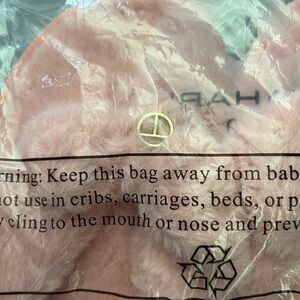 HAR
rning: Keep this bag away from bab
not use in cribs, carriages, beds, or p
y cling to the mouth or nose and prev